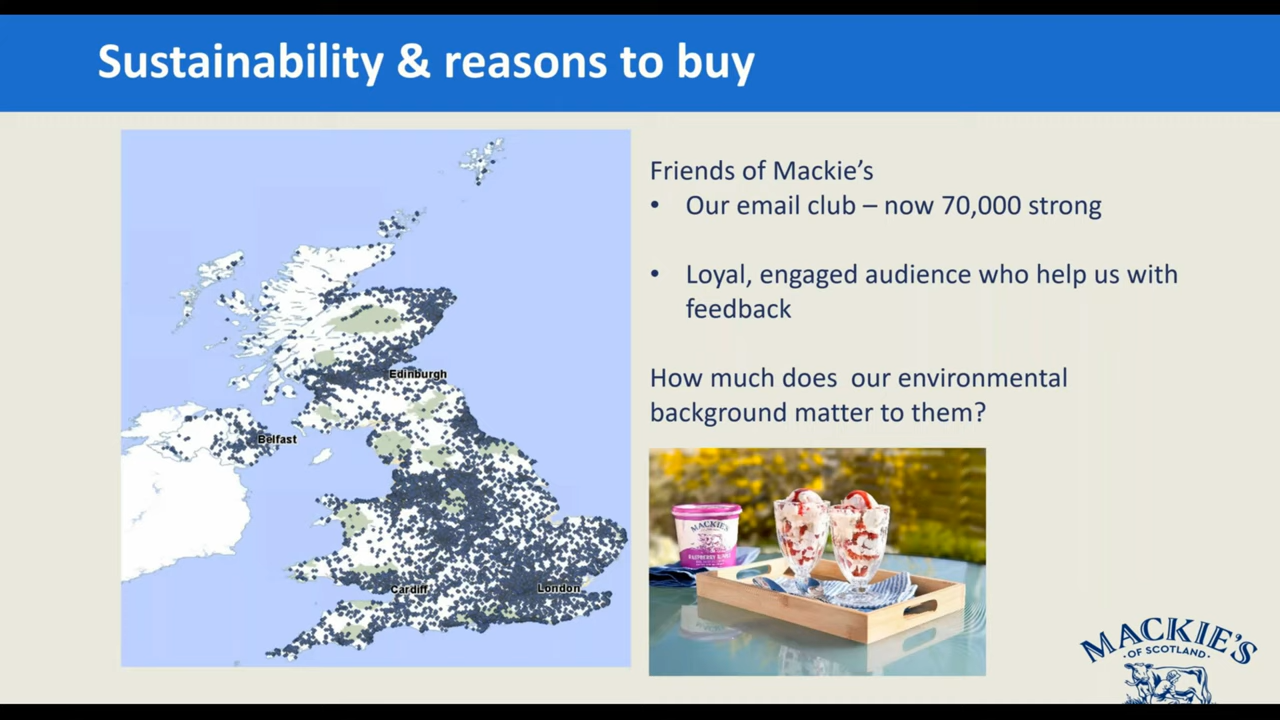 Sustainability & reasons to buy
Friends of Mackie’s
• Our email club – now 70,000 strong
• Loyal, engaged audience who help us with
feedback
How much does our environmental
background matter to them?
Edinburgh
Belfast
Cardiff
London
MACKIE'S
MACKIE'S
·OF SCOTLAND·